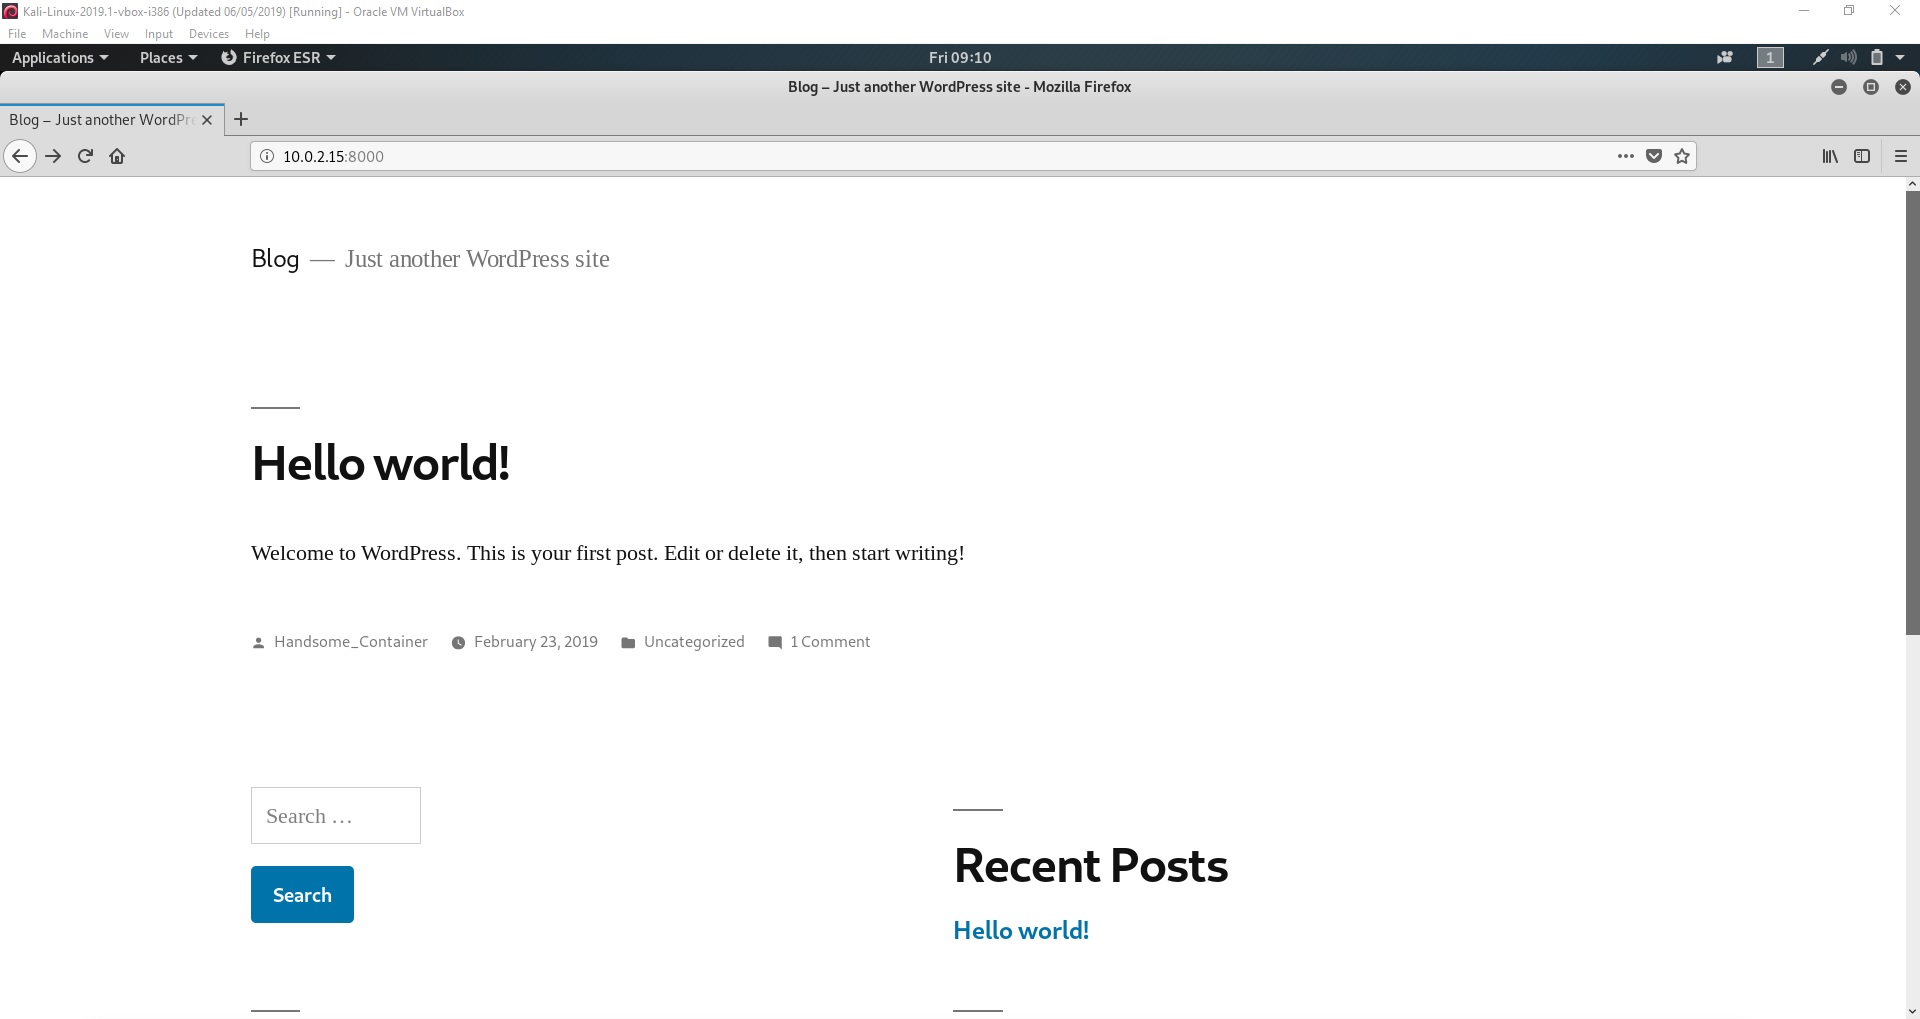 Kali-Linux-2019.1-vbox-i386 (Updated 06/05/2019) [Running] - Oracle VM VirtualBox
File Machine View Input Devices Help
Applications Places Firefox ESR Fri 09:10 1
Blog – Just another WordPress site - Mozilla Firefox
Blog – Just another WordPre
10.0.2.15:8000
Blog — Just another WordPress site
Hello world!
Welcome to WordPress. This is your first post. Edit or delete it, then start writing!
Handsome_Container February 23, 2019 Uncategorized 1 Comment
Search …
Search
Recent Posts
Hello world!